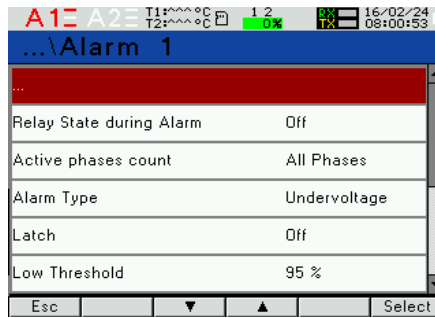 A1 A2 T1:^^^°C 1 2 RX 16/02/24
T2:^^^°C 0% TX 08:00:53
...\Alarm 1
...
Relay State during Alarm Off
Active phases count All Phases
Alarm Type Undervoltage
Latch Off
Low Threshold 95 %
Esc ▼ ▲ Select